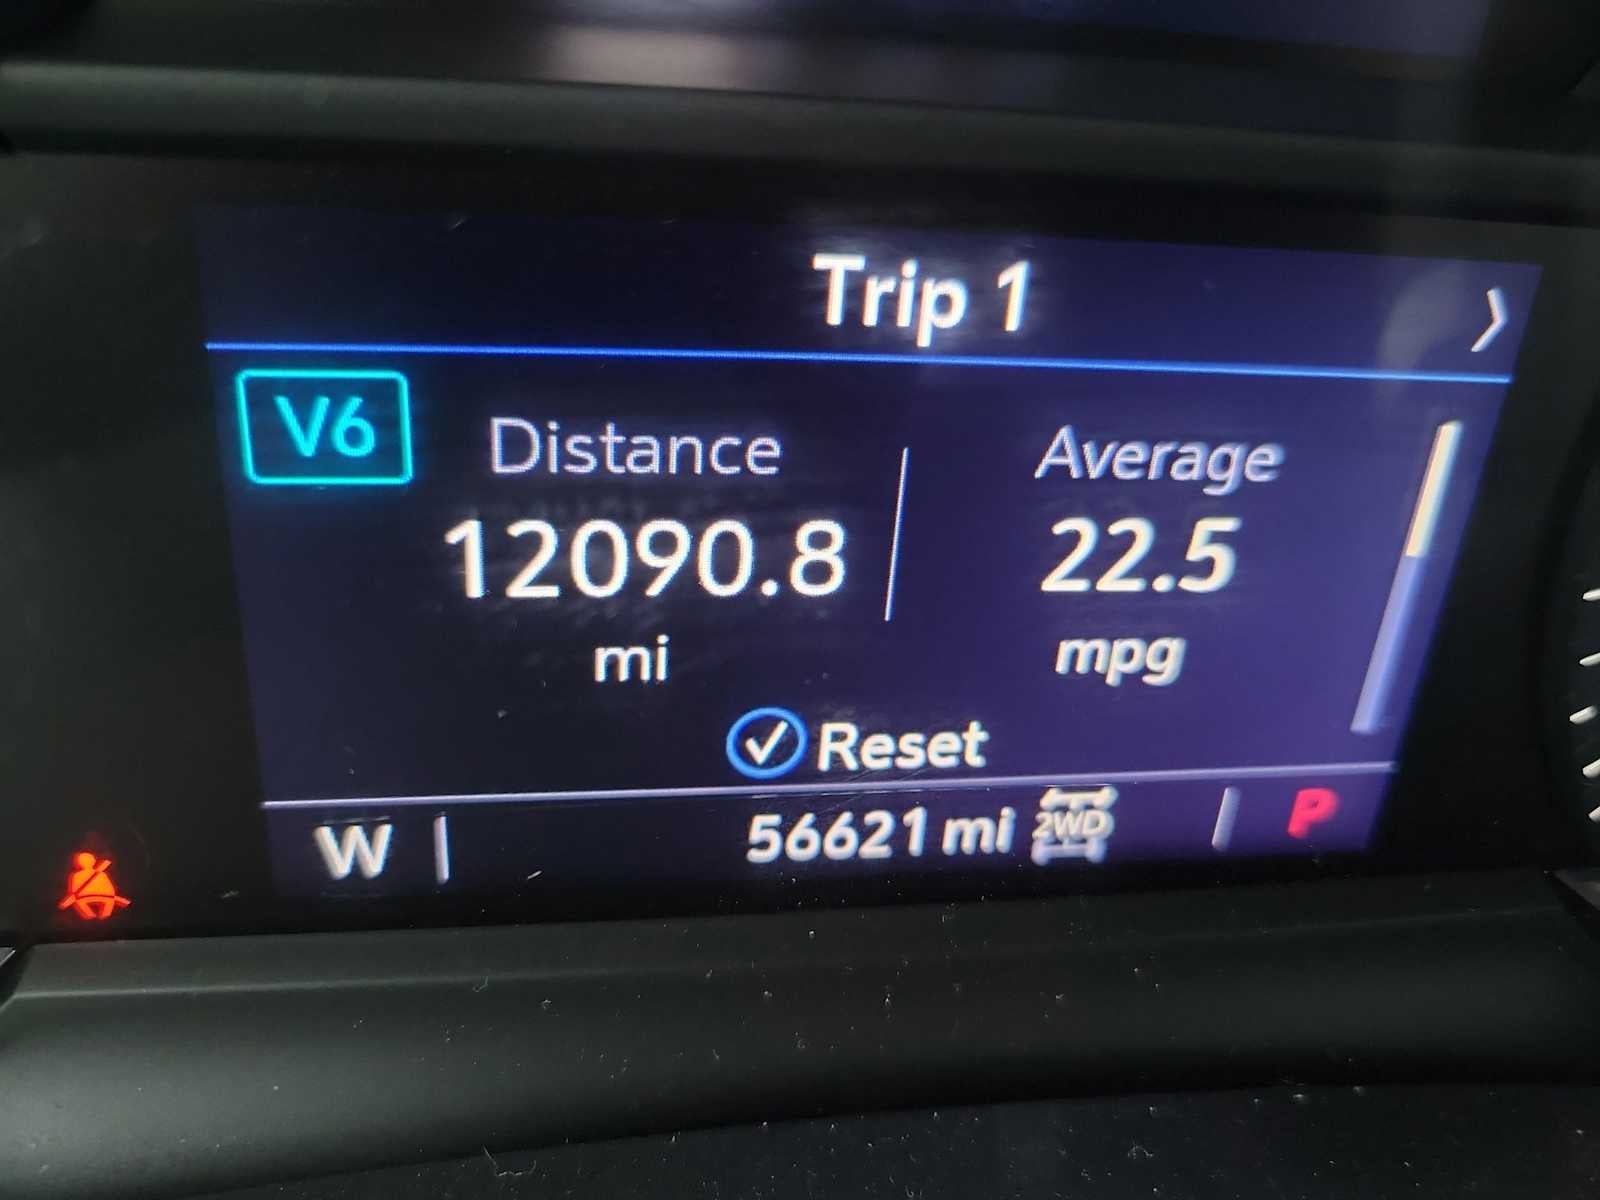 Trip 1
V6
Distance
Average
12090.8
22.5
mi
mpg
Reset
W
56621 mi
2WD
P